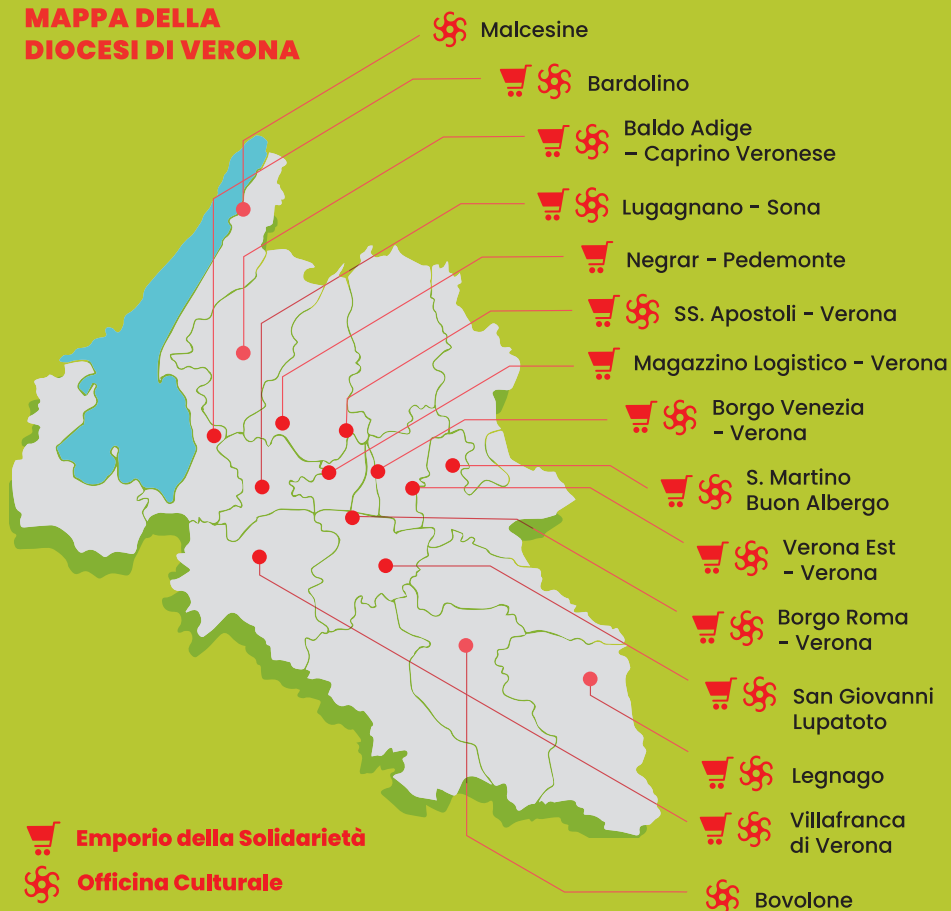 MAPPA DELLA
DIOCESI DI VERONA
Malcesine
Bardolino
Baldo Adige
– Caprino Veronese
Lugagnano - Sona
Negrar - Pedemonte
SS. Apostoli - Verona
Magazzino Logistico - Verona
Borgo Venezia
- Verona
S. Martino
Buon Albergo
Verona Est
- Verona
Borgo Roma
- Verona
San Giovanni
Lupatoto
Legnago
Villafranca
di Verona
Bovolone
Emporio della Solidarietà
Officina Culturale